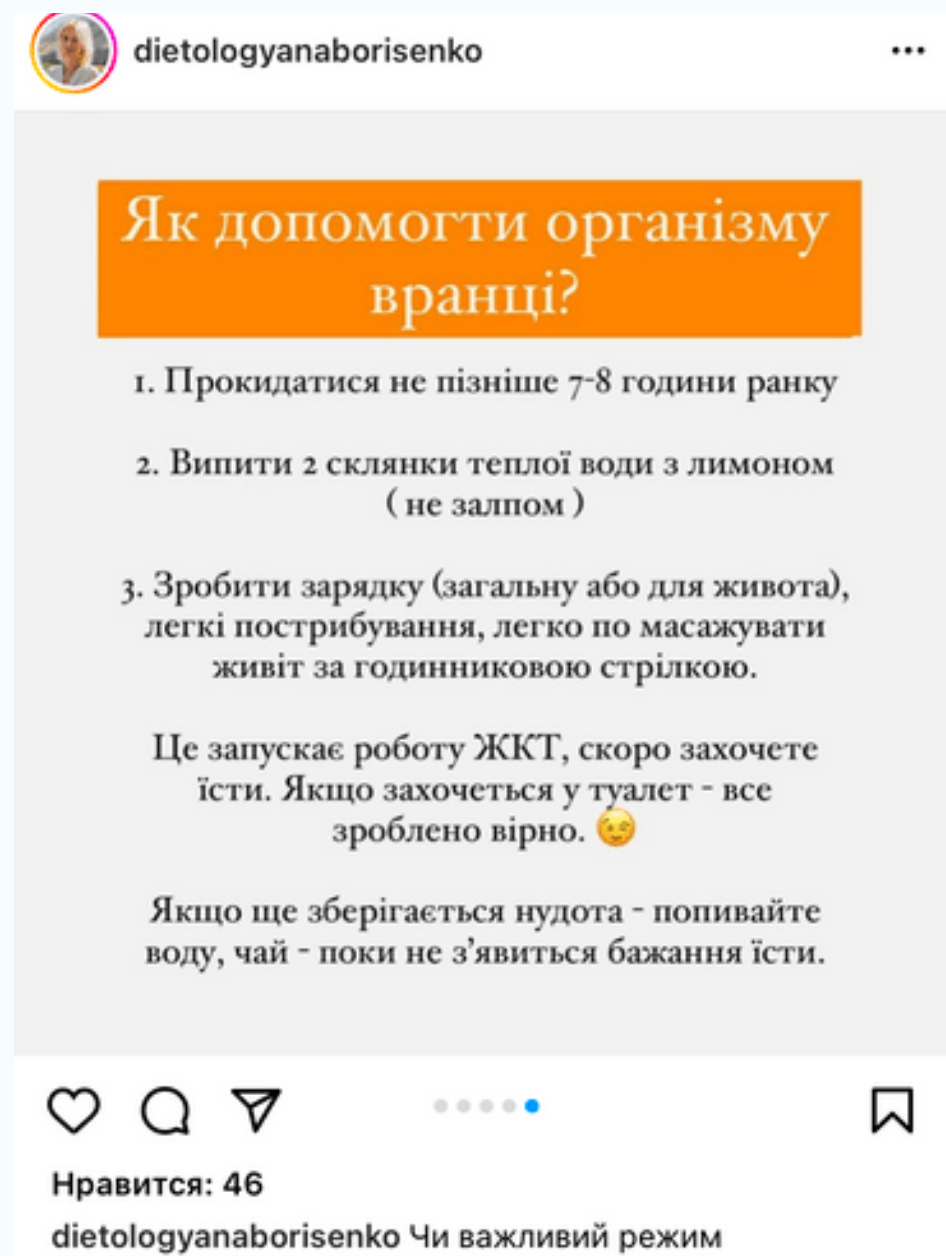 dietologyanaborisenko
Як допомогти організму
вранці?
1. Прокидатися не пізніше 7-8 години ранку
2. Випити 2 склянки теплої води з лимоном
( не залпом )
3. Зробити зарядку (загальну або для живота),
легкі пострибування, легко по масажувати
живіт за годинниковою стрілкою.
Це запускає роботу ЖКТ, скоро захочете
їсти. Якщо захочеться у туалет - все
зроблено вірно. 😉
Якщо ще зберігається нудота - попивайте
воду, чай - поки не з'явиться бажання їсти.
Нравится: 46
dietologyanaborisenko Чи важливий режим